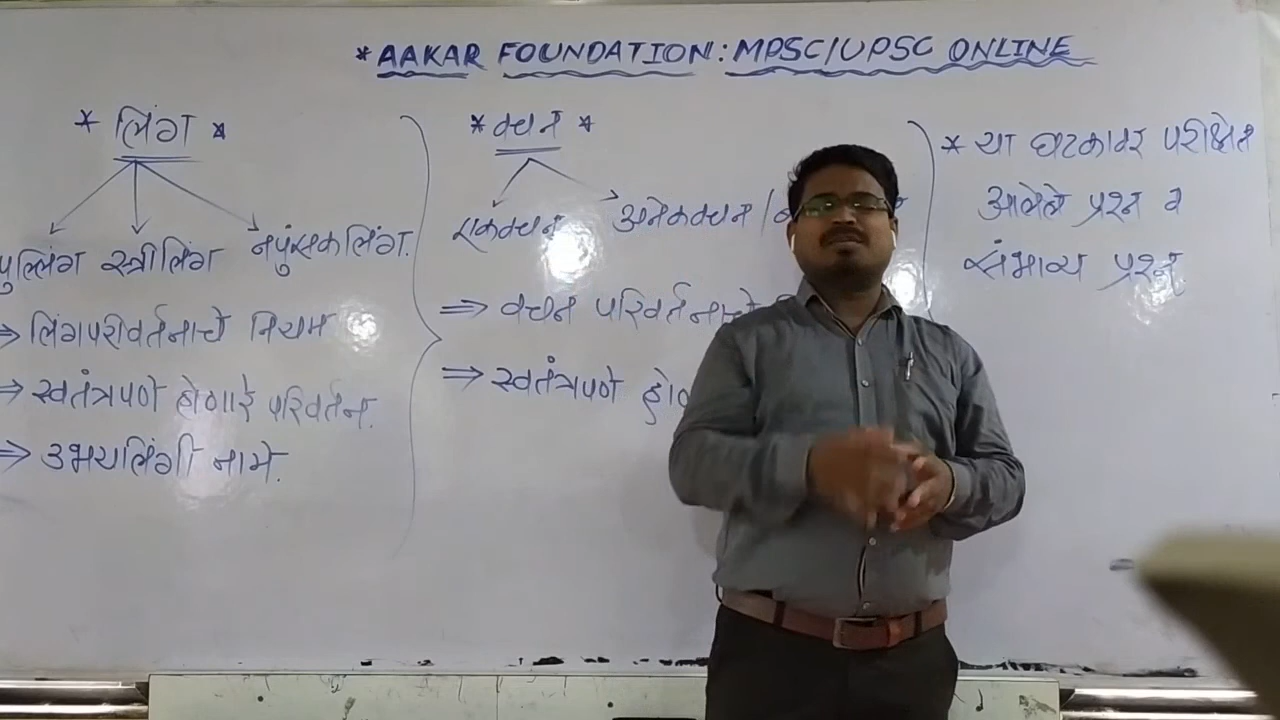 * AAKAR FOUNDATION: MPSC/UPSC ONLINE
* लिंग *
पुल्लिंग स्त्रीलिंग नपुंसकलिंग.
⇒ लिंगपरीवर्तनाचे नियम
⇒ स्वतंत्रपणे होणारे परिवर्तन.
⇒ उभयलिंगी नामे.
* वचन *
एकवचन अनेकवचन /
⇒ वचन परिवर्तनाचे
⇒ स्वतंत्रपणे
* या घटकावर परीक्षेत
आलेले प्रश्न व
संभाव्य प्रश्न